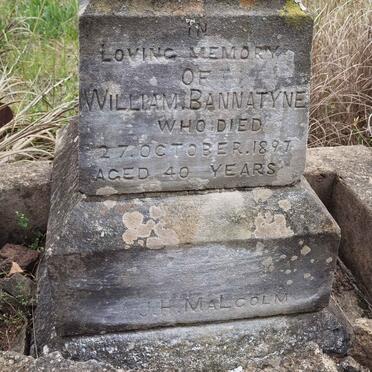 IN
LOVING MEMORY
OF
WILLIAM BANNATYNE
WHO DIED
27. OCTOBER. 1897
AGED 40 YEARS
J.H. MALCOLM